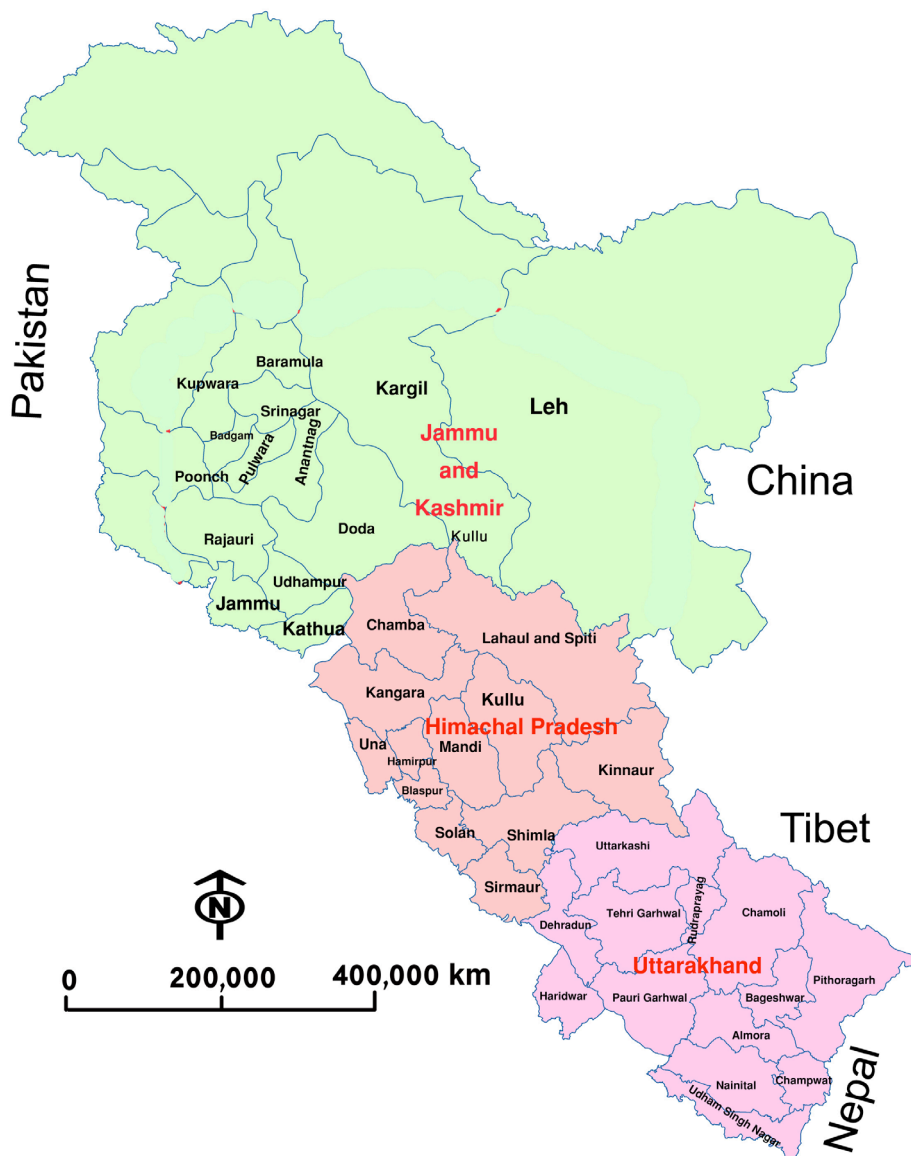 Pakistan
Baramula
Kupwara
Kargil
Srinagar
Leh
Badgam
Pulwara
Anantnag
Jammu
and
Kashmir
Poonch
China
Kullu
Doda
Rajauri
Udhampur
Jammu
Kathua
Chamba
Lahaul and Spiti
Kangara
Kullu
Himachal Pradesh
Una
Mandi
Hamirpur
Kinnaur
Blaspur
Solan
Shimla
Tibet
Uttarkashi
Sirmaur
N
Tehri Garhwal
Rudraprayag
Chamoli
Dehradun
Uttarakhand
0 200,000 400,000 km
Pithoragarh
Haridwar
Pauri Garhwal
Bageshwar
Almora
Nainital
Champwat
Udham Singh Nagar
Nepal